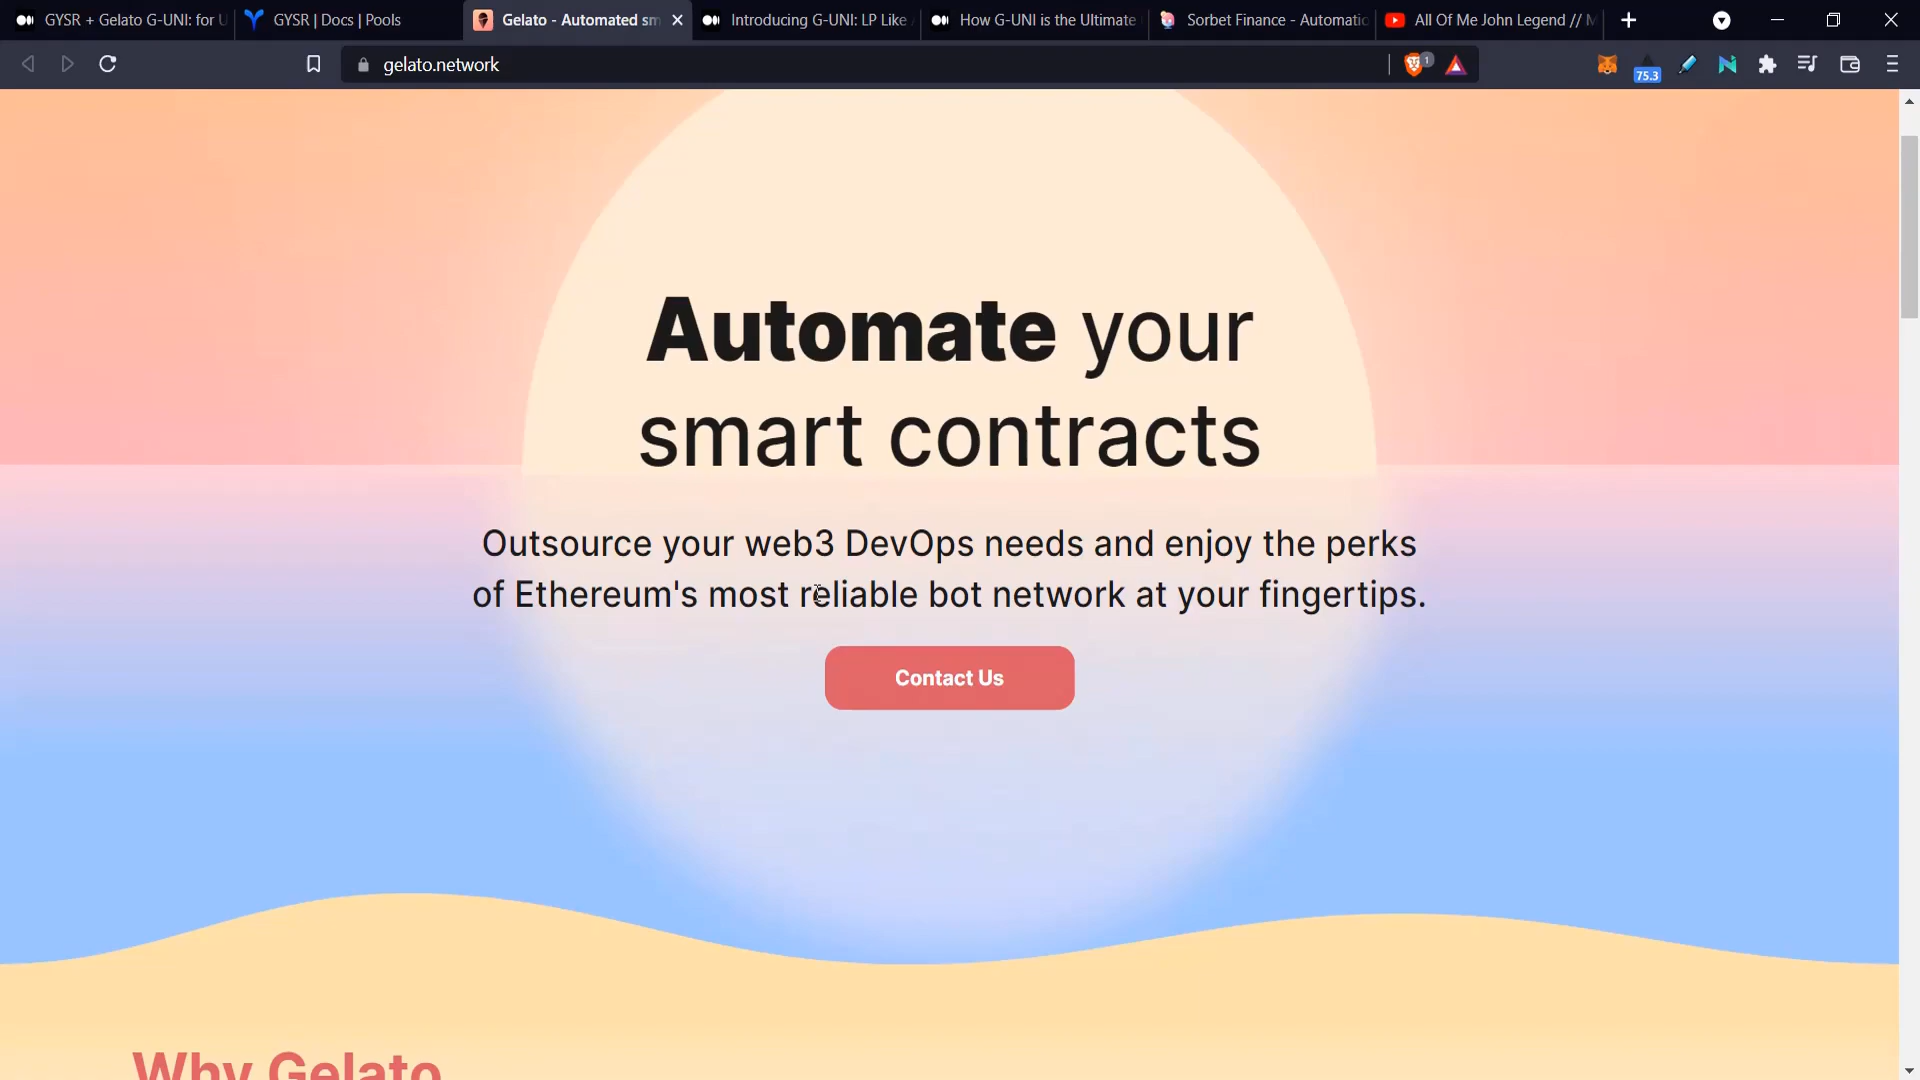 GYSR + Gelato G-UNI: for U
GYSR | Docs | Pools
Gelato - Automated sm
Introducing G-UNI: LP Like
How G-UNI is the Ultimate
Sorbet Finance - Automatio
All Of Me John Legend // M
gelato.network
1
75.3
Automate your
smart contracts
Outsource your web3 DevOps needs and enjoy the perks
of Ethereum's most reliable bot network at your fingertips.
Contact Us
Why Gelato